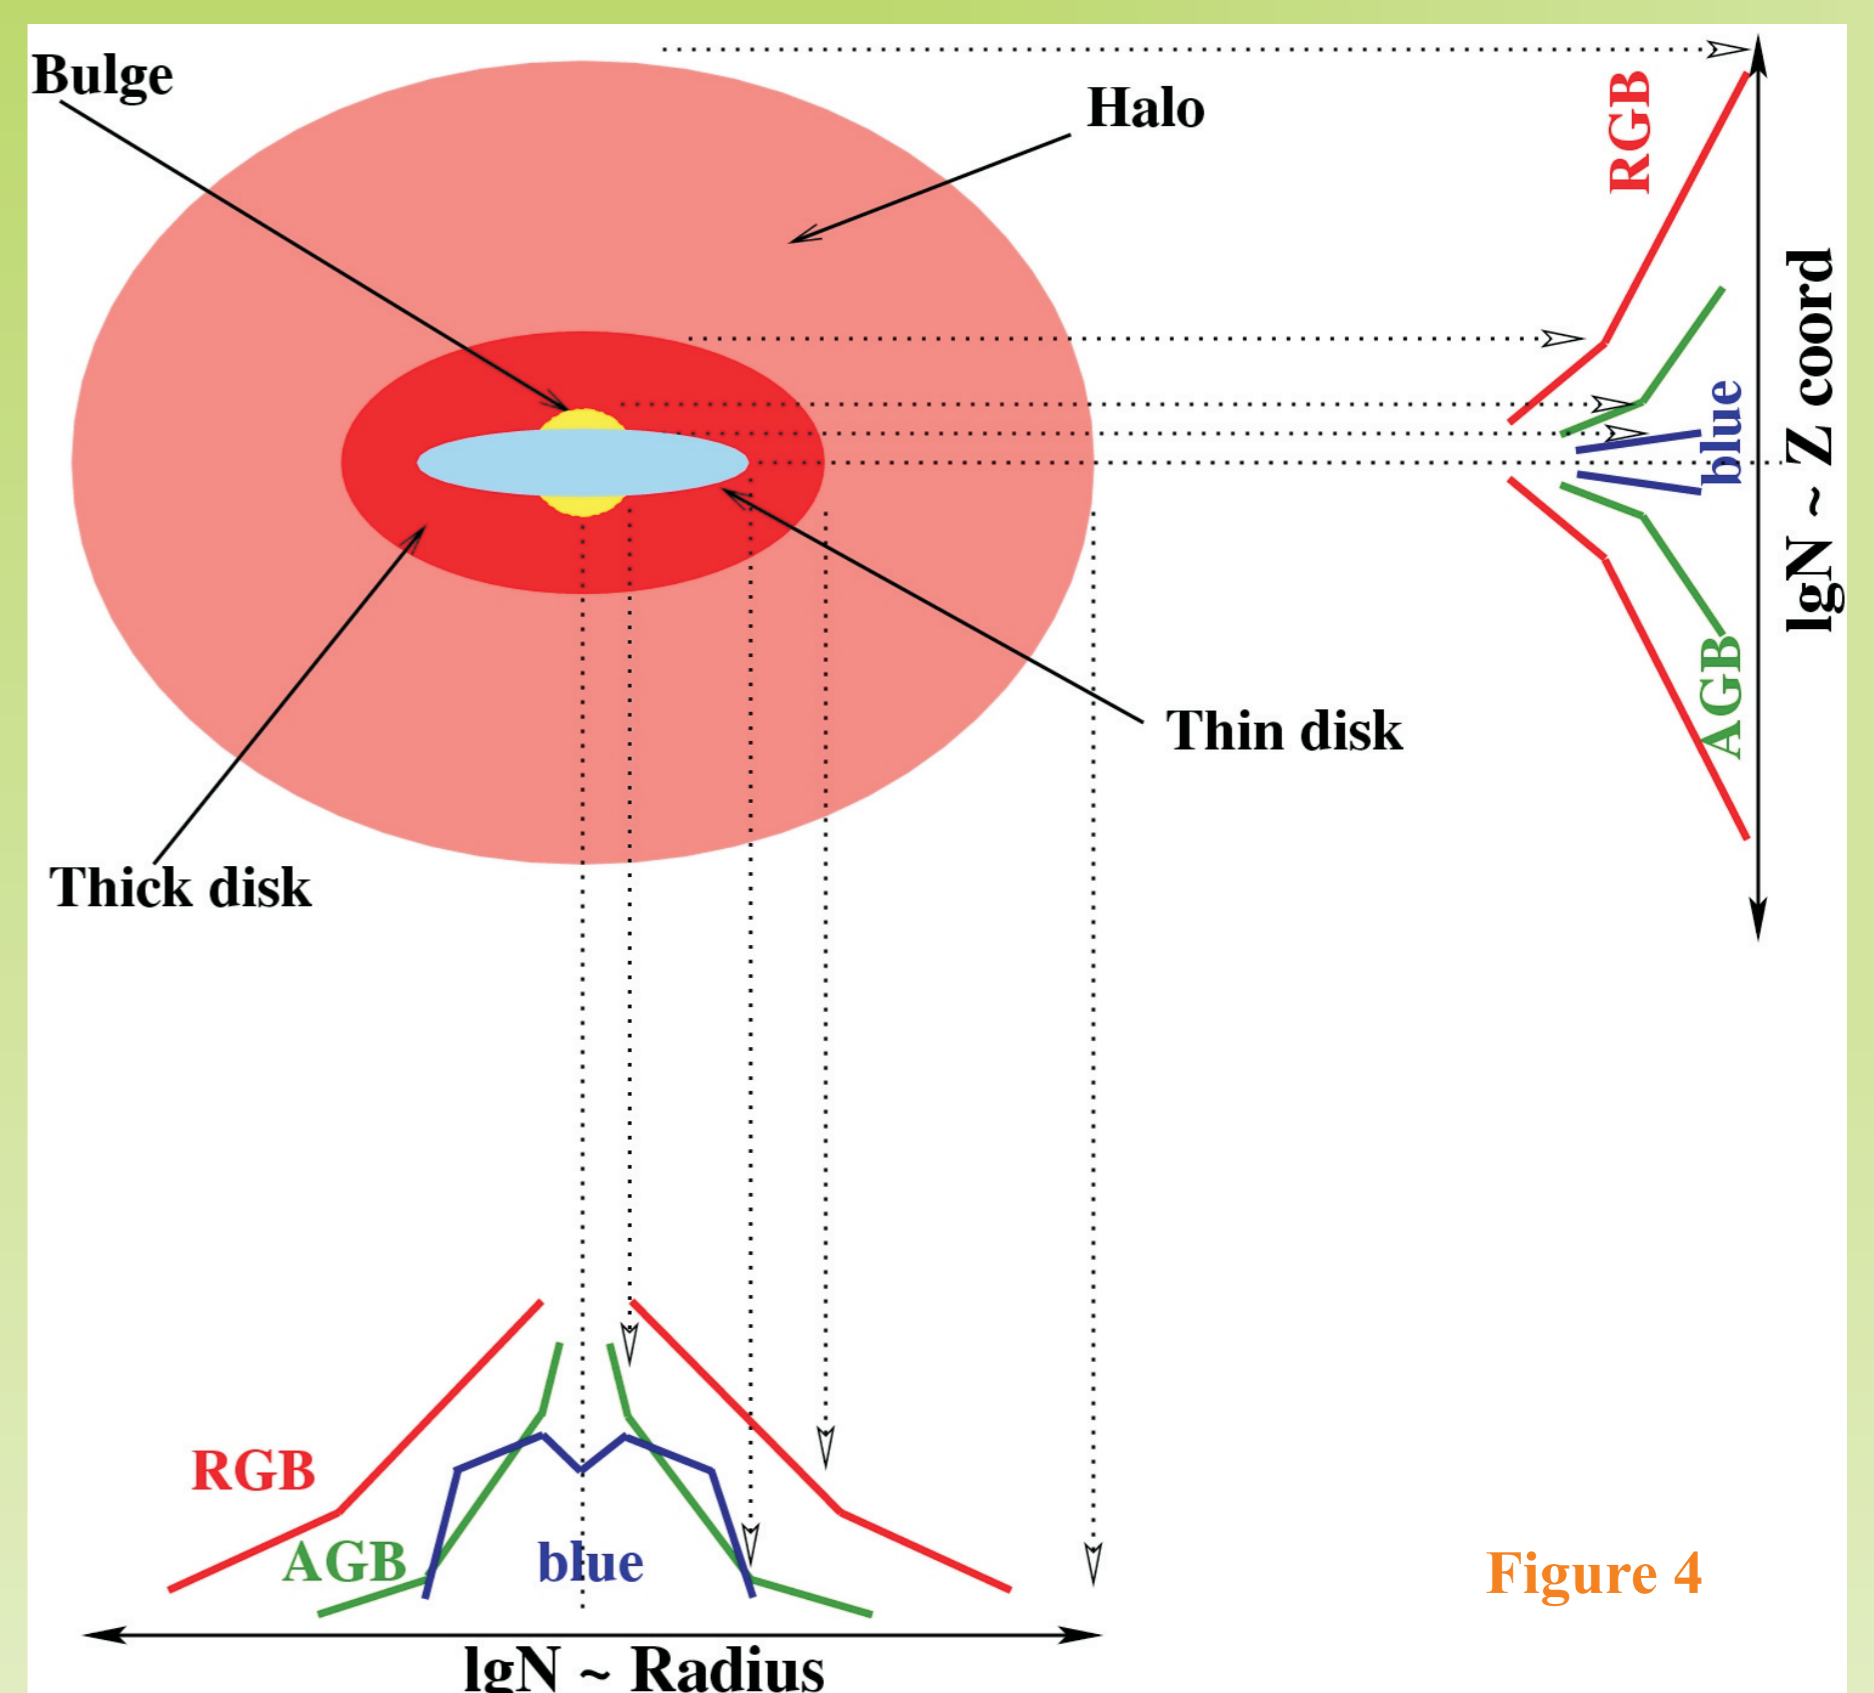 Bulge
Halo
RGB
lgN ~ Z coord
blue
AGB
Thin disk
Thick disk
RGB
AGB
blue
lgN ~ Radius
Figure 4